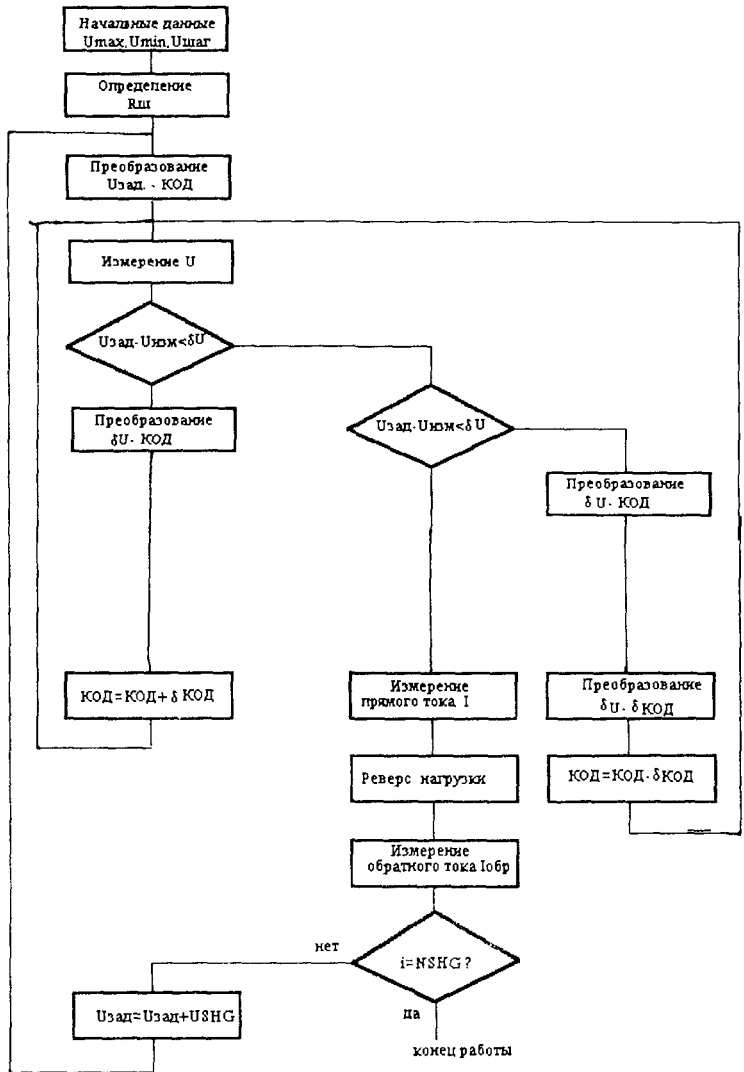 Начальные данные
Umax,Umin,Uшаг
Определение
Rш
Преобразование
Uзад. - КОД
Измерение U
Uзад-Uизм<δU
Преобразование
δU- КОД
КОД=КОД+δ КОД
Uзад-Uизм<δU
Преобразование
δU- КОД
Измерение
прямого тока I
Преобразование
δU- δКОД
Реверс нагрузки
КОД=КОД-δКОД
Измерение
обратного тока Iобр
нет
i=NSHG?
Uзад=Uзад+USHG
да
конец работы